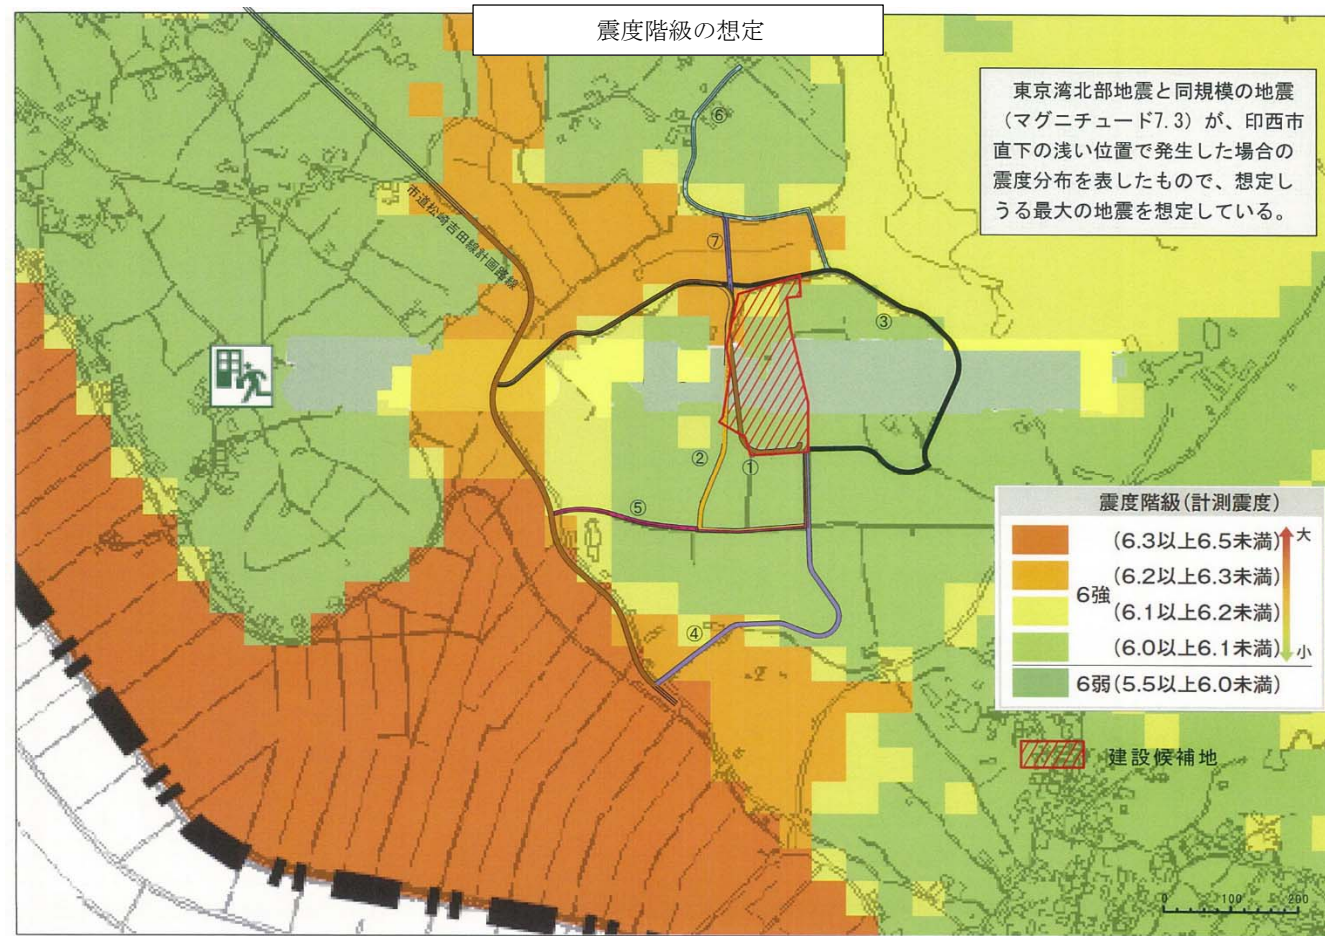 震度階級の想定
東京湾北部地震と同規模の地震
(マグニチュード7.3)が、印西市
直下の浅い位置で発生した場合の
震度分布を表したもので、想定し
うる最大の地震を想定している。
⑥
市道松崎吉田線計画路線
⑦
③
②
①
⑤
④
震度階級(計測震度)
(6.3以上6.5未満)
大
(6.2以上6.3未満)
6強
(6.1以上6.2未満)
(6.0以上6.1未満)
小
6弱(5.5以上6.0未満)
建設候補地
0 100 200